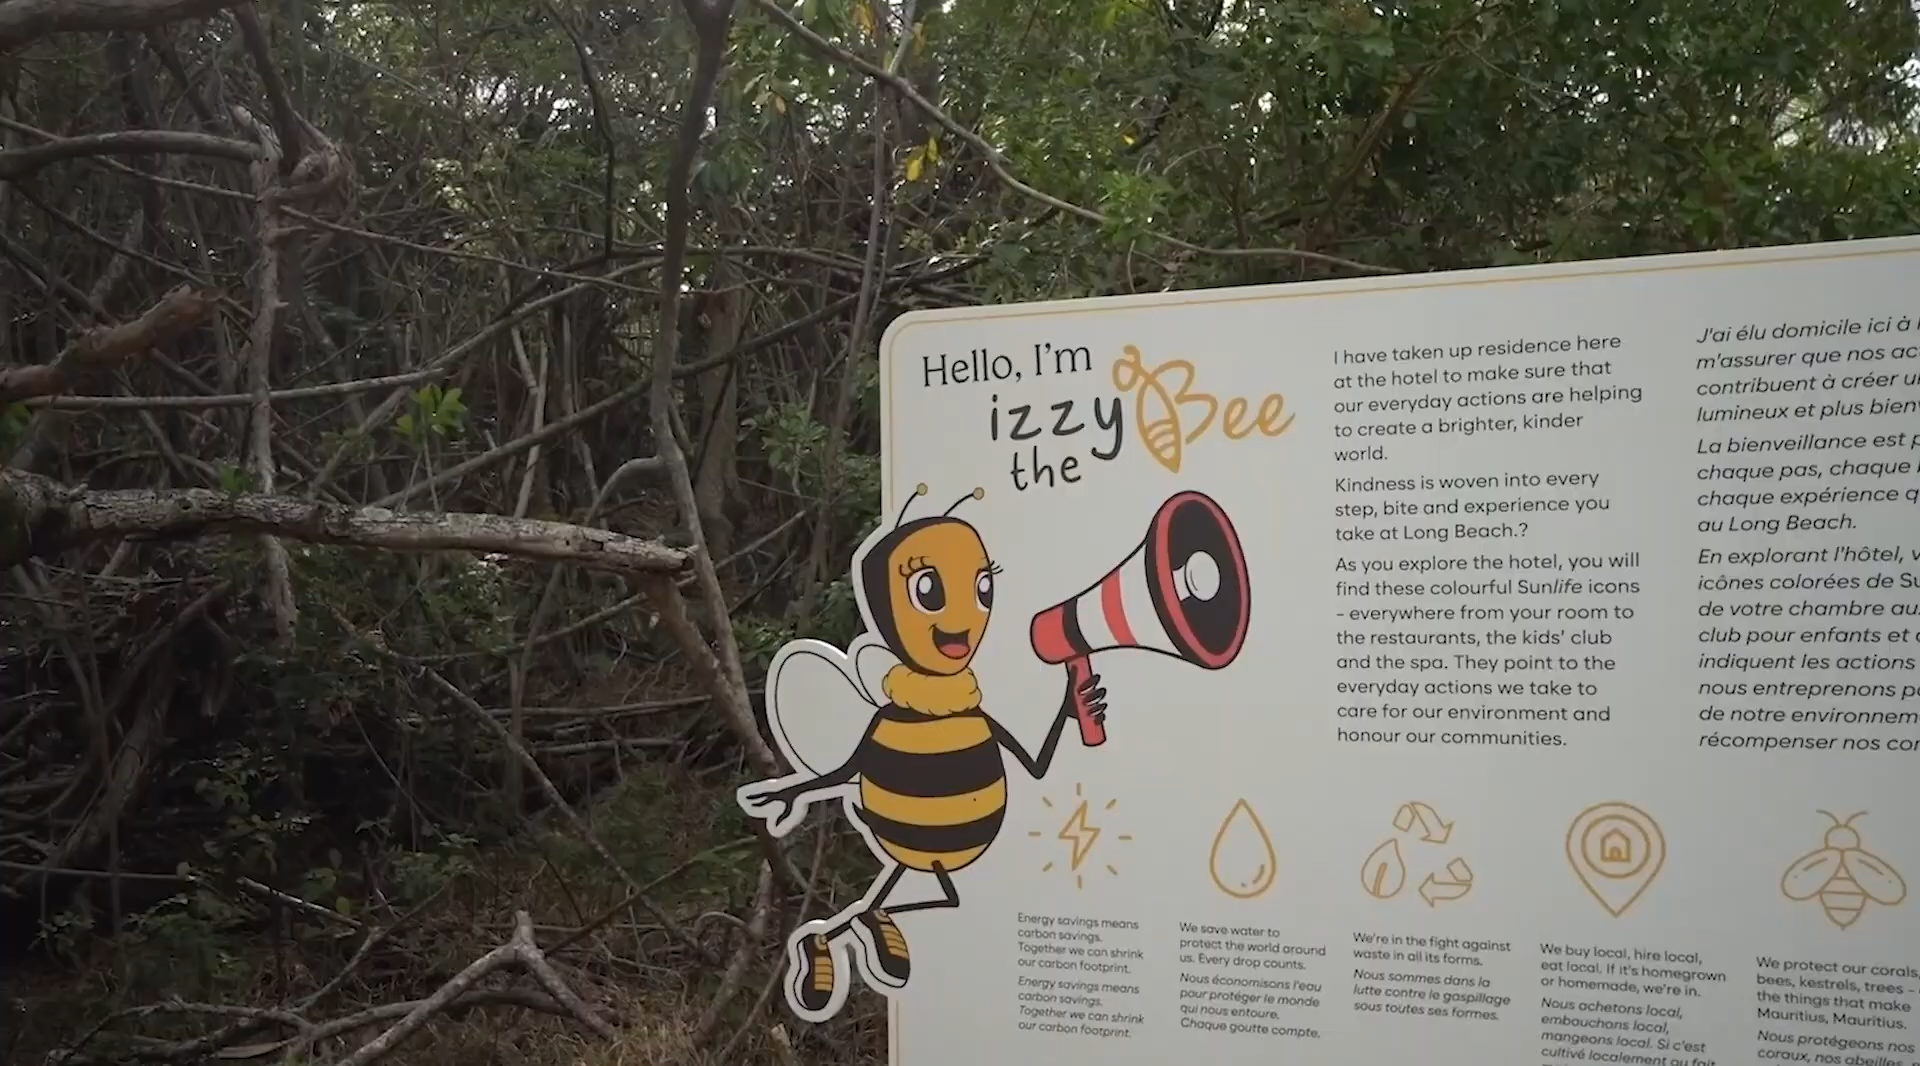 Hello, I'm
izzy
the
Bee
I have taken up residence here
at the hotel to make sure that
our everyday actions are helping
to create a brighter, kinder
world.
Kindness is woven into every
step, bite and experience you
take at Long Beach.?
As you explore the hotel, you will
find these colourful Sunlife icons
- everywhere from your room to
the restaurants, the kids' club
and the spa. They point to the
everyday actions we take to
care for our environment and
honour our communities.
J'ai élu domicile ici à
m'assurer que nos
contribuent à créer
lumineux et plus
La bienveillance est
chaque pas, chaque
chaque expérience
au Long Beach.
En explorant l'hôtel,
icônes colorées de
de votre chambre
club pour enfants et
indiquent les actions
nous entreprenons
de notre
récompenser nos
Energy savings means
carbon savings.
Together we can shrink
our carbon footprint.
Energy savings means
carbon savings.
Together we can shrink
our carbon footprint.
We save water to
protect the world around
us. Every drop counts.
Nous économisons l'eau
pour protéger le monde
qui nous entoure.
Chaque goutte compte.
We're in the fight against
waste in all its forms.
Nous sommes dans la
lutte contre le gaspillage
sous toutes ses formes.
We buy local, hire local,
eat local. If it's homegrown
or homemade, we're in.
Nous achetons local,
embauchons local,
mangeons local. Si c'est
cultivé localement ou fait
We protect our corals,
bees, kestrels, trees -
the things that make
Mauritius, Mauritius.
Nous protégeons nos
coraux, nos abeilles,